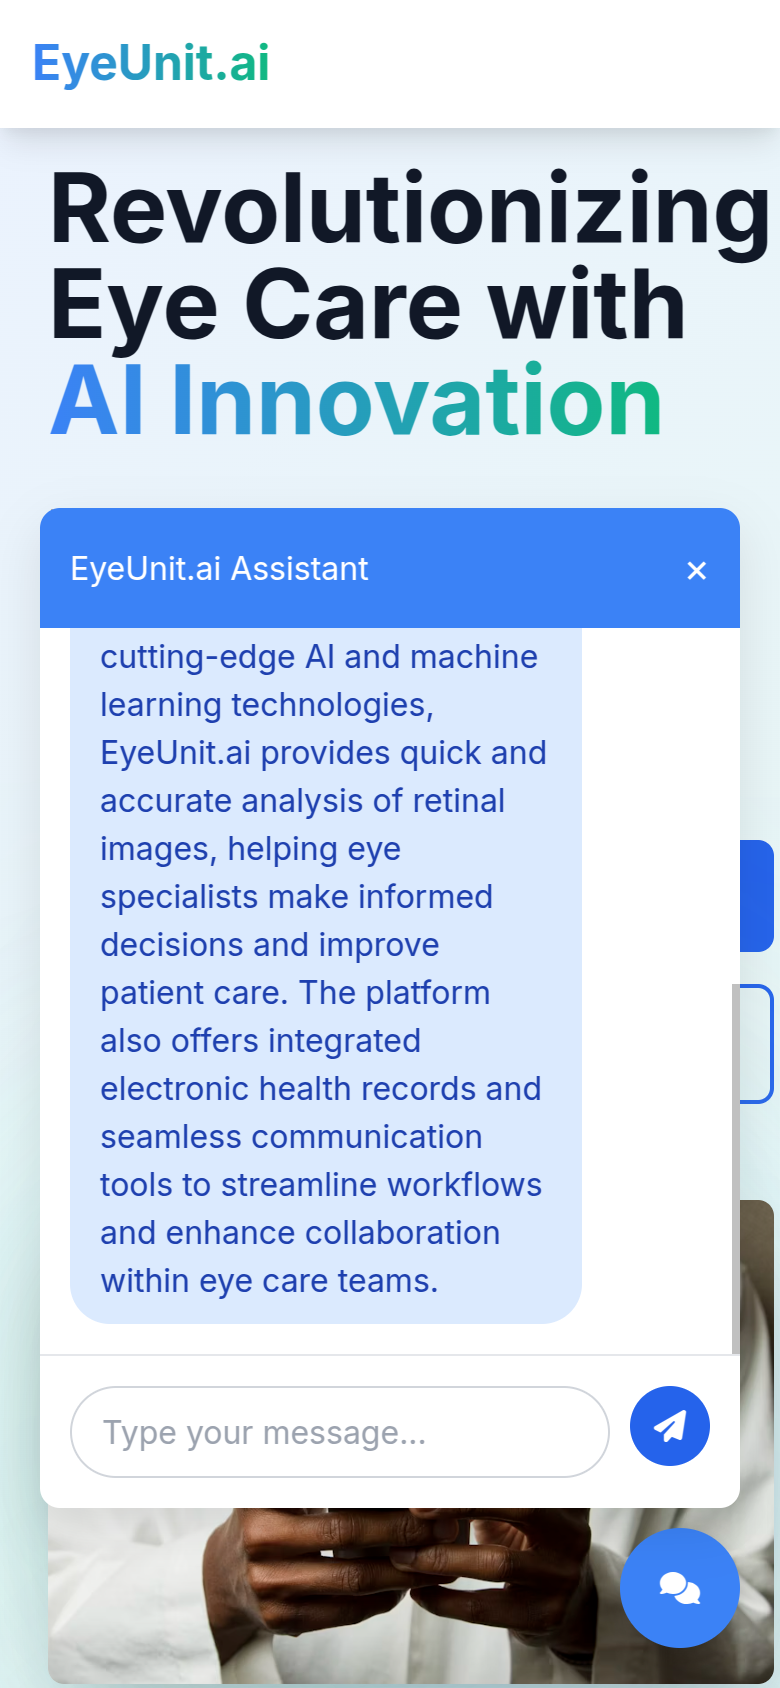 EyeUnit.ai
Revolutionizing
Eye Care with
AI Innovation
EyeUnit.ai Assistant
×
cutting-edge AI and machine
learning technologies,
EyeUnit.ai provides quick and
accurate analysis of retinal
images, helping eye
specialists make informed
decisions and improve
patient care. The platform
also offers integrated
electronic health records and
seamless communication
tools to streamline workflows
and enhance collaboration
within eye care teams.
Type your message...